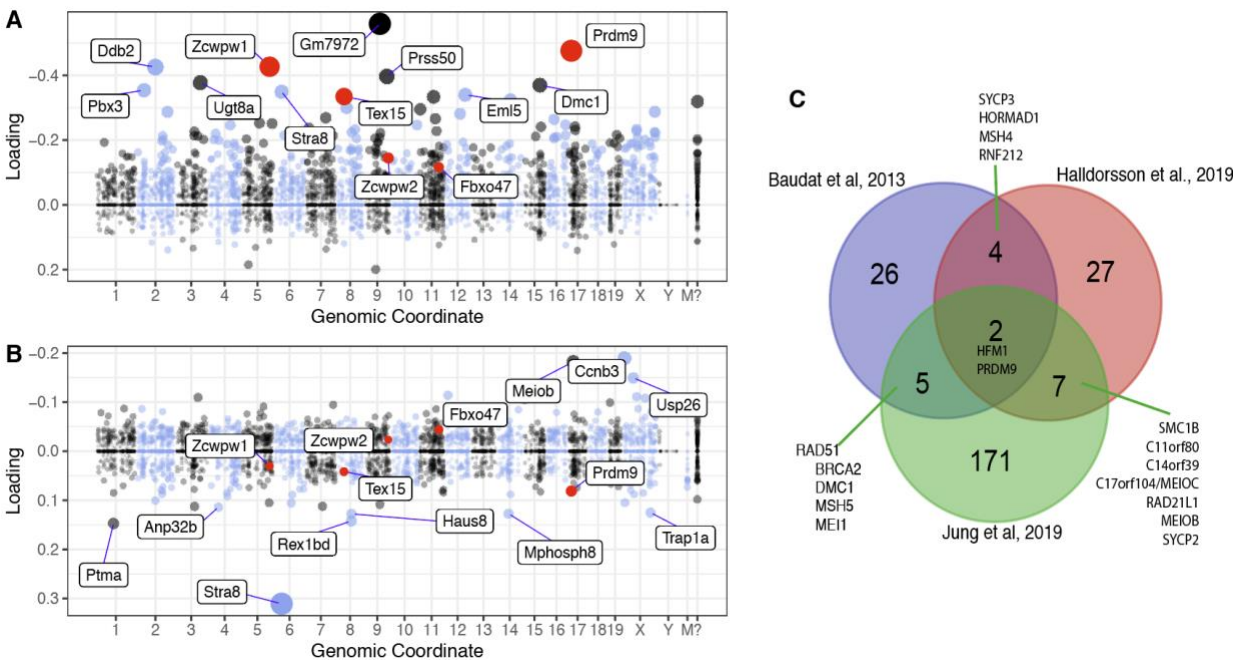 A
Gm7972
Prdm9
Ddb2
Zcwpw1
Prss50
Pbx3
Ugt8a
Stra8
Tex15
Eml5
Dmc1
Zcwpw2
Fbxo47
−0.4
−0.2
0.0
0.2
Loading
1 2 3 4 5 6 7 8 9 10 11 12 13 14 15 16 17 18 19 X Y M?
Genomic Coordinate
B
Ccnb3
Meiob
Usp26
Fbxo47
Zcwpw1
Zcwpw2
Prdm9
Tex15
Anp32b
Haus8
Rex1bd
Mphosph8
Trap1a
Ptma
Stra8
−0.2
−0.1
0.0
0.1
0.2
0.3
Loading
1 2 3 4 5 6 7 8 9 10 11 12 13 14 15 16 17 18 19 X Y M?
Genomic Coordinate
C
SYCP3
HORMAD1
MSH4
RNF212
Baudat et al, 2013
Halldorsson et al., 2019
26
4
27
2
HFM1
PRDM9
5
7
171
RAD51
BRCA2
DMC1
MSH5
MEI1
SMC1B
C11orf80
C14orf39
C17orf104/MEIOC
RAD21L1
MEIOB
SYCP2
Jung et al, 2019